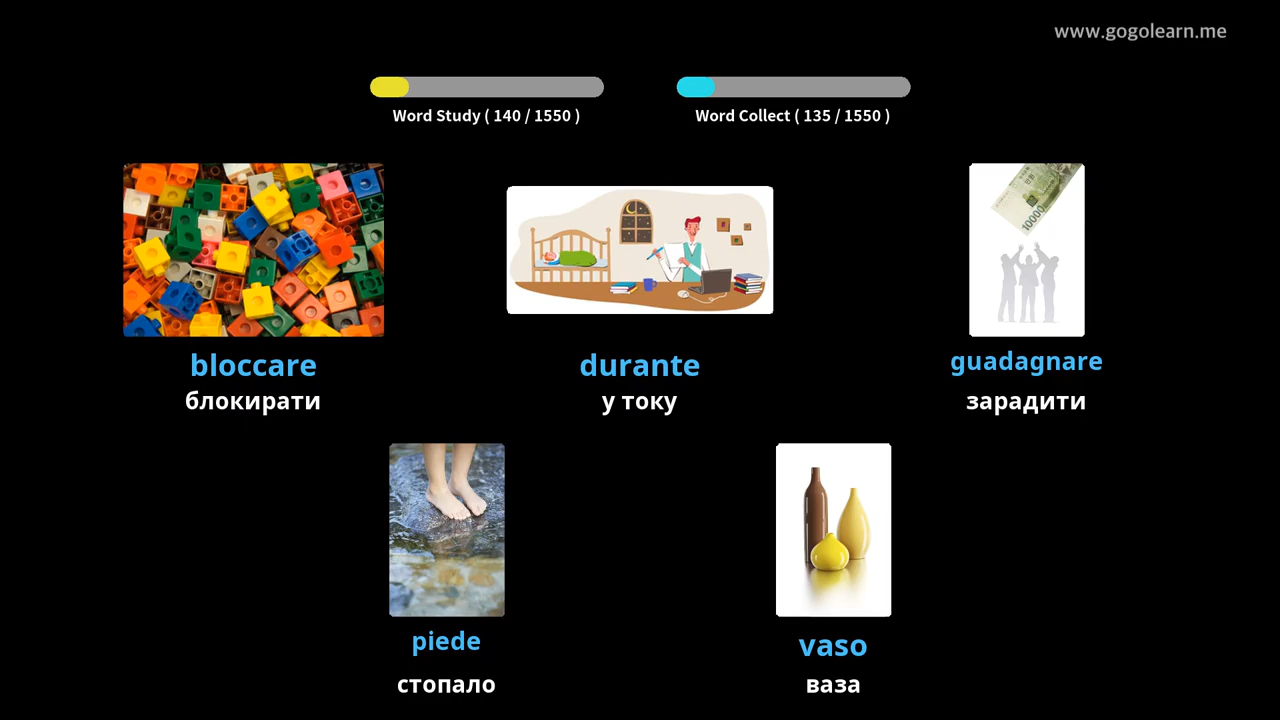 www.gogolearn.me
Word Study ( 140 / 1550 )
Word Collect ( 135 / 1550 )
10000
bloccare
блокирати
durante
у току
guadagnare
зарадити
piede
стопало
vaso
ваза